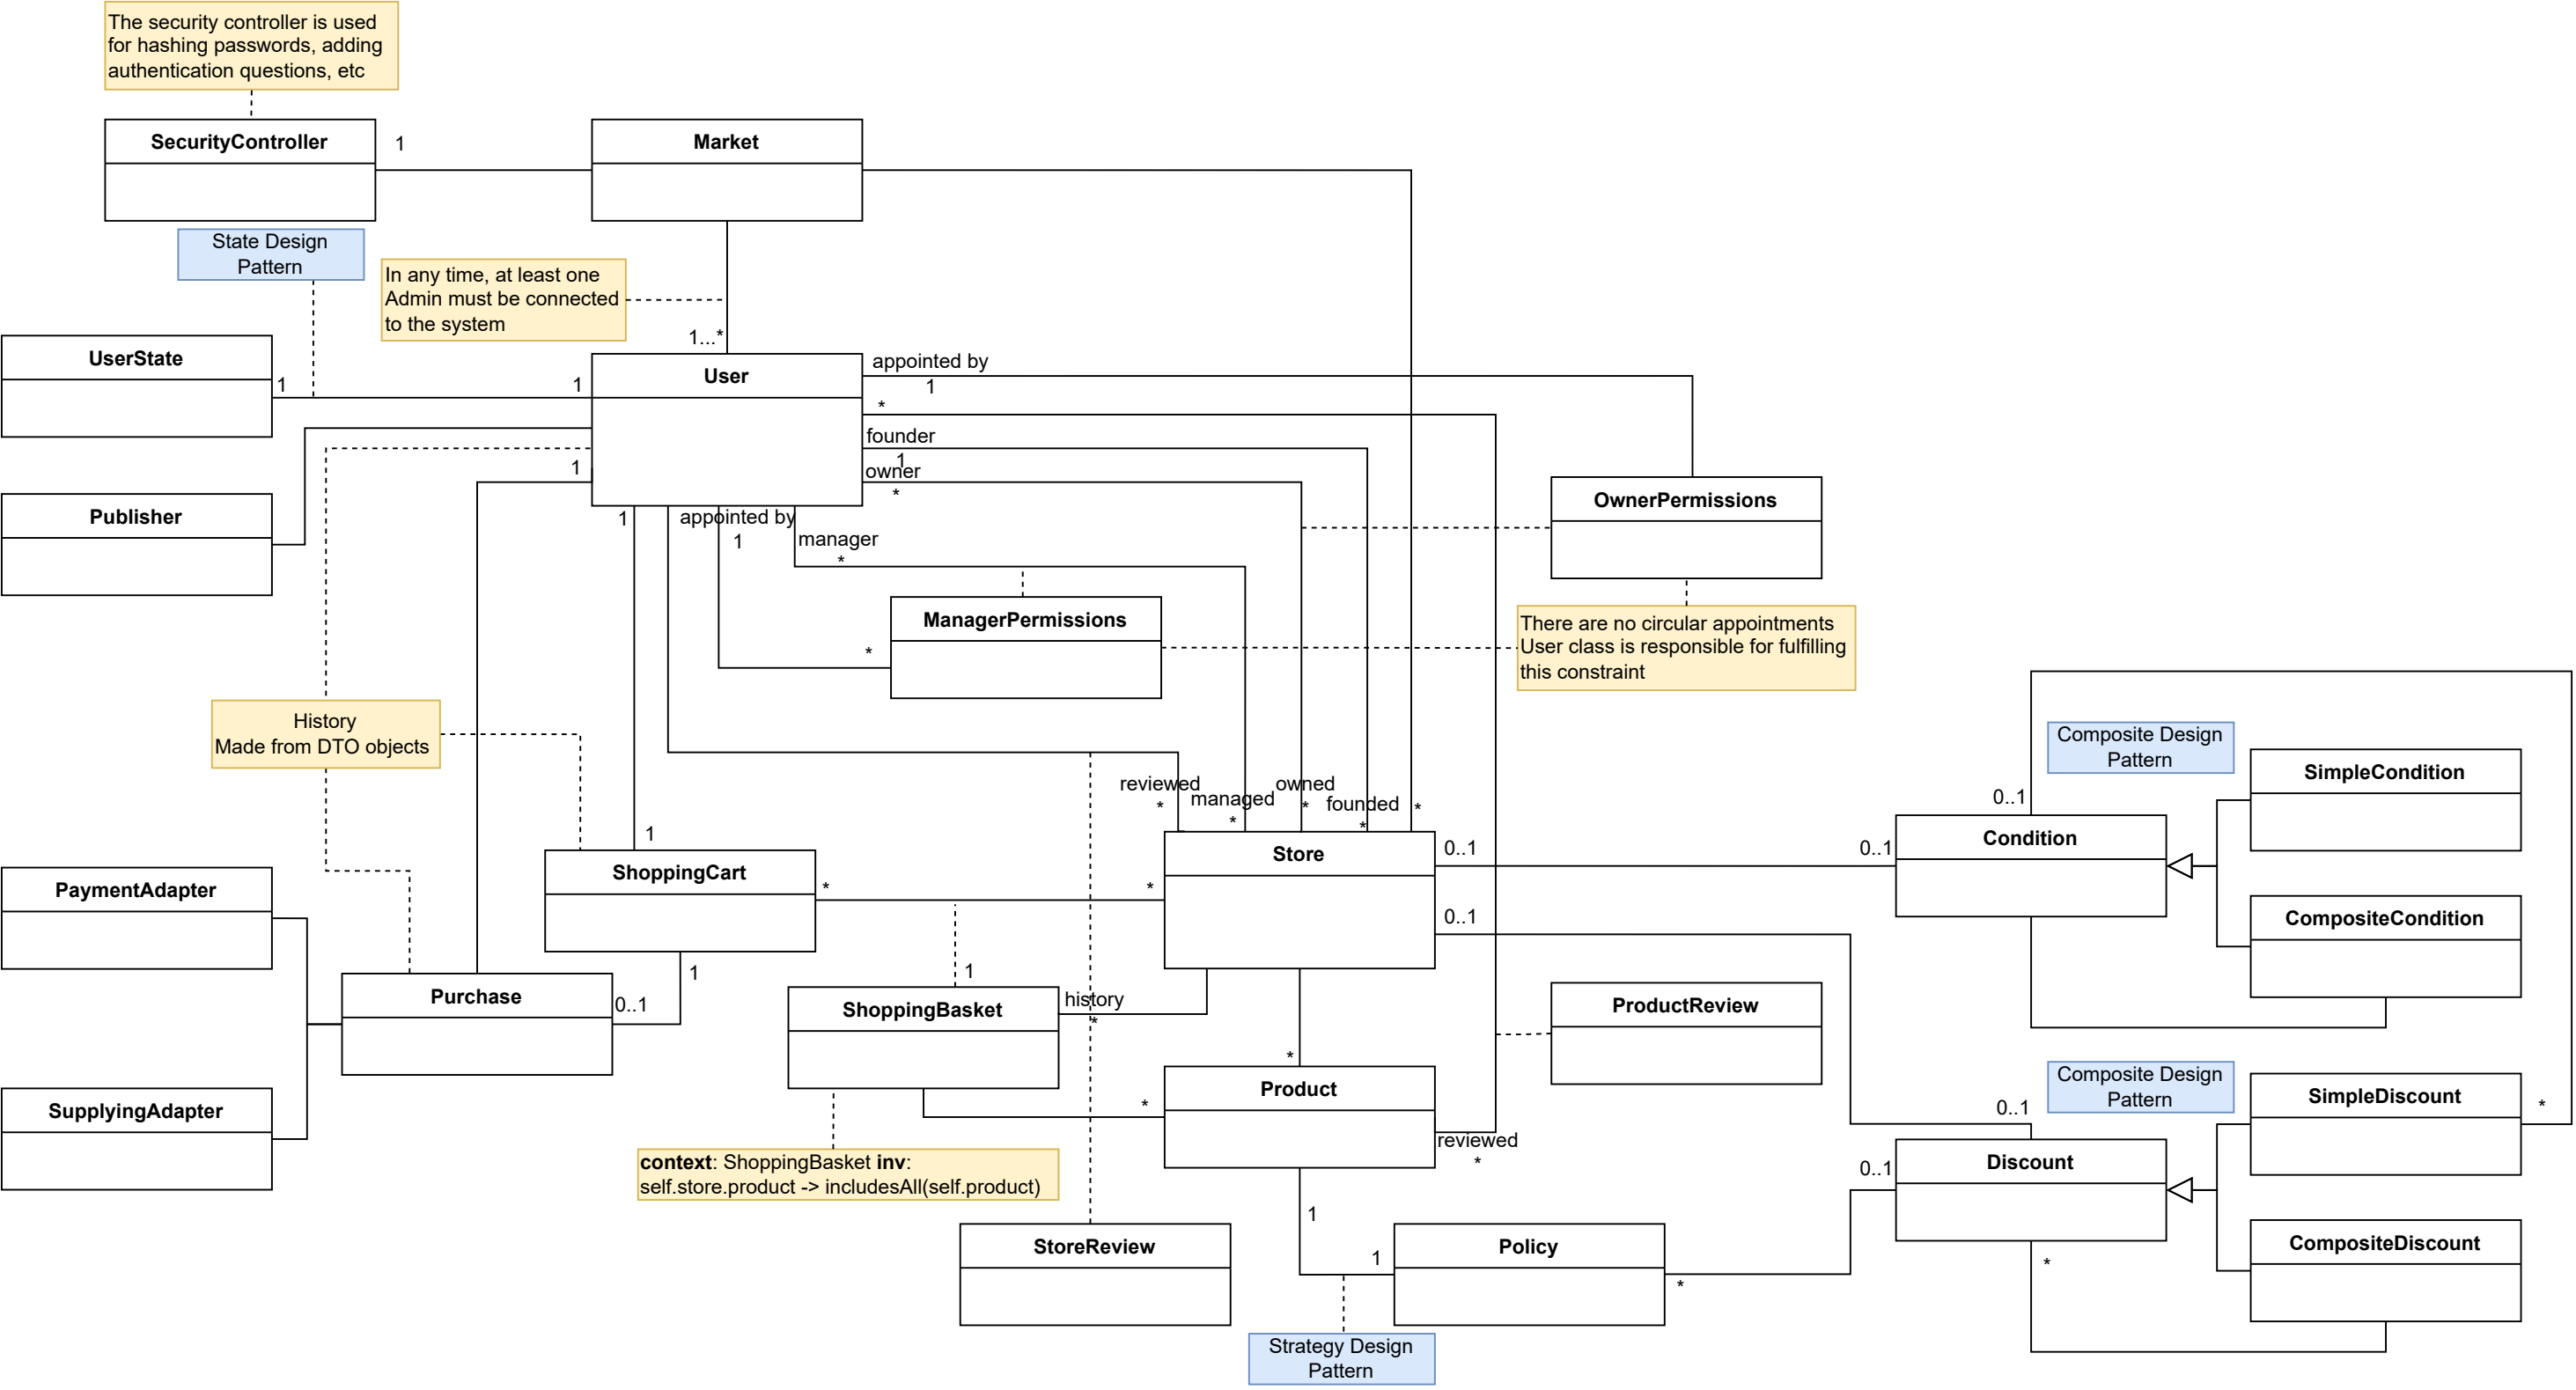 The security controller is used
for hashing passwords, adding
authentication questions, etc
SecurityController
1
Market
State Design
Pattern
In any time, at least one
Admin must be connected
to the system
1...*
UserState
1
1
User
appointed by
1
*
founder
1
owner
*
1
Publisher
1
appointed by
1
manager
*
OwnerPermissions
ManagerPermissions
*
There are no circular appointments
User class is responsible for fulfilling
this constraint
History
Made from DTO objects
Composite Design
Pattern
SimpleCondition
reviewed
*
managed
*
owned
*
founded
*
*
0..1
1
Condition
Store
0..1
0..1
ShoppingCart
*
*
PaymentAdapter
0..1
CompositeCondition
1
1
Purchase
0..1
ShoppingBasket
history
*
ProductReview
*
Product
*
reviewed
*
SupplyingAdapter
Composite Design
Pattern
SimpleDiscount
*
0..1
Discount
0..1
context: ShoppingBasket inv:
self.store.product -> includesAll(self.product)
1
StoreReview
1
Policy
*
*
CompositeDiscount
Strategy Design
Pattern